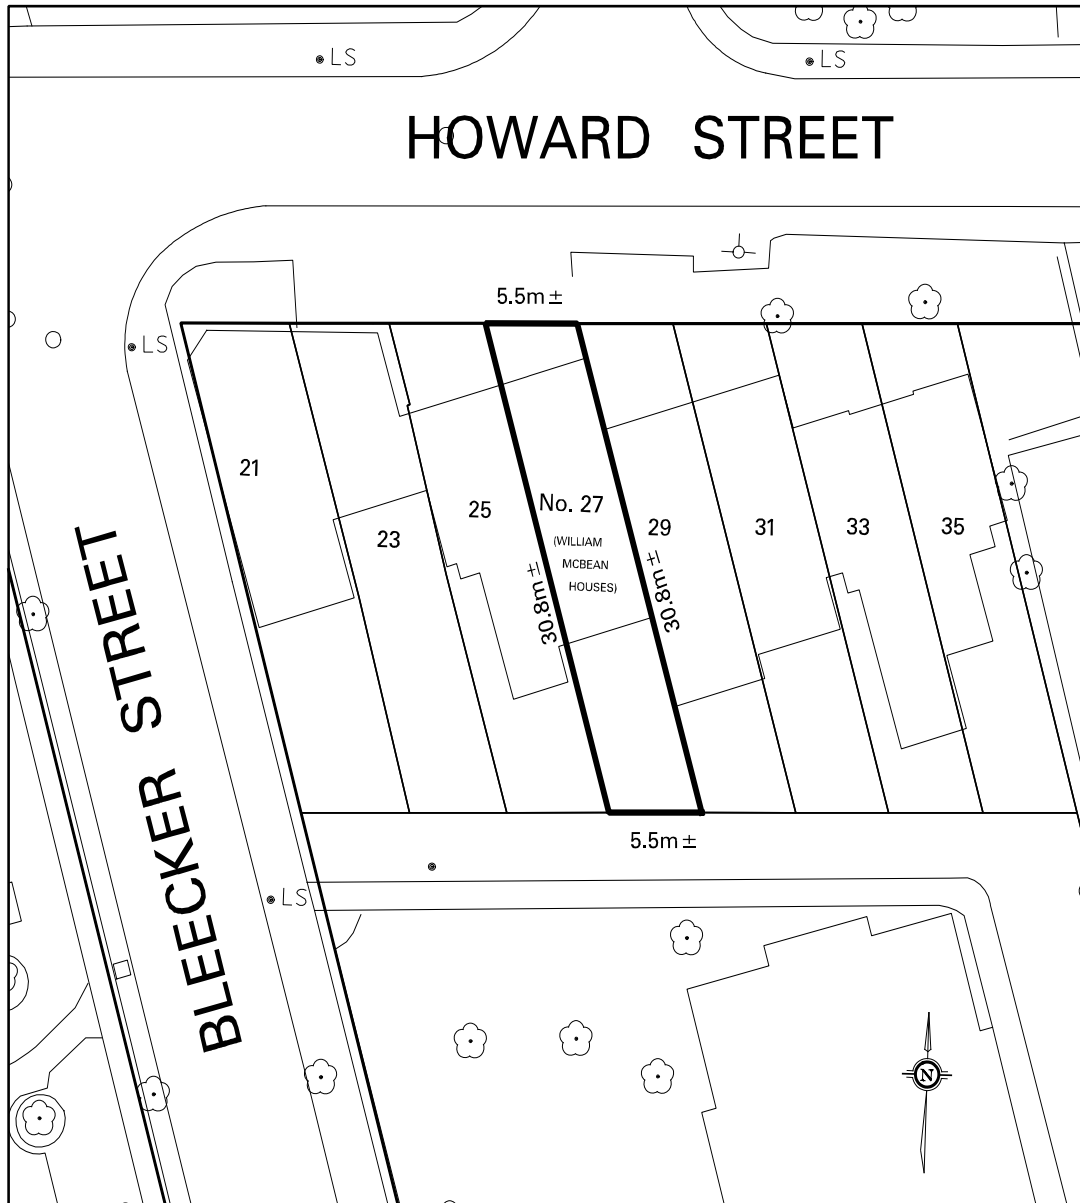 LS
LS
HOWARD STREET
5.5m ±
LS
21
23
25
No. 27
(WILLIAM
MCBEAN
HOUSES)
29
31
33
35
30.8m ±
30.8m ±
BLEECKER STREET
5.5m ±
LS
N